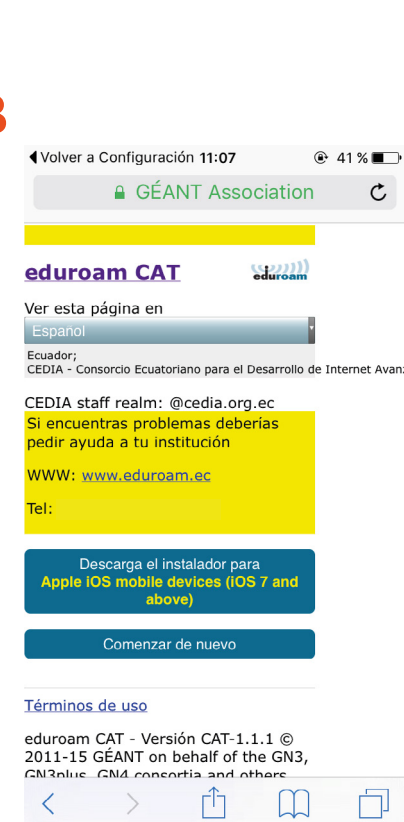 3
Volver a Configuración 11:07 41 %
GÉANT Association
eduroam CAT
eduroam
Ver esta página en
Español
Ecuador;
CEDIA - Consorcio Ecuatoriano para el Desarrollo de Internet Avan
CEDIA staff realm: @cedia.org.ec
Si encuentras problemas deberías
pedir ayuda a tu institución
WWW: www.eduroam.ec
Tel:
Descarga el instalador para
Apple iOS mobile devices (iOS 7 and
above)
Comenzar de nuevo
Términos de uso
eduroam CAT - Versión CAT-1.1.1 ©
2011-15 GÉANT on behalf of the GN3,
GN3plus, GN4 consortia and others